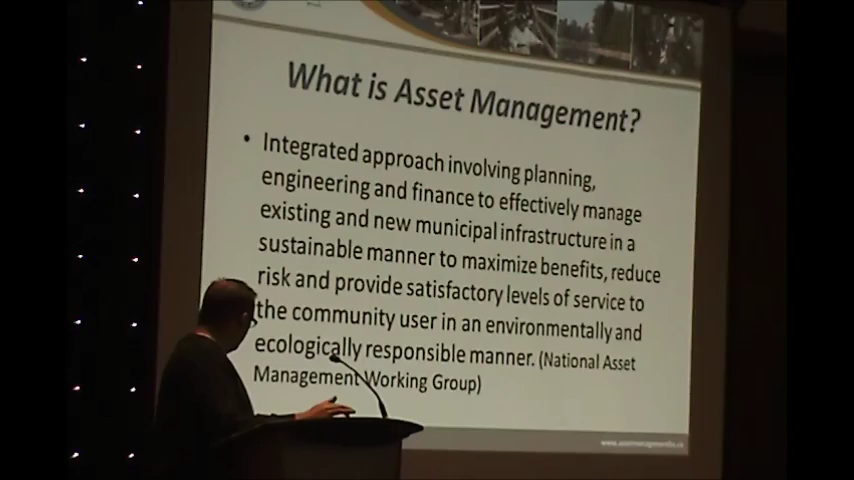 What is Asset Management?
• Integrated approach involving planning,
engineering and finance to effectively manage
existing and new municipal infrastructure in a
sustainable manner to maximize benefits, reduce
risk and provide satisfactory levels of service to
the community user in an environmentally and
ecologically responsible manner. (National Asset
Management Working Group)